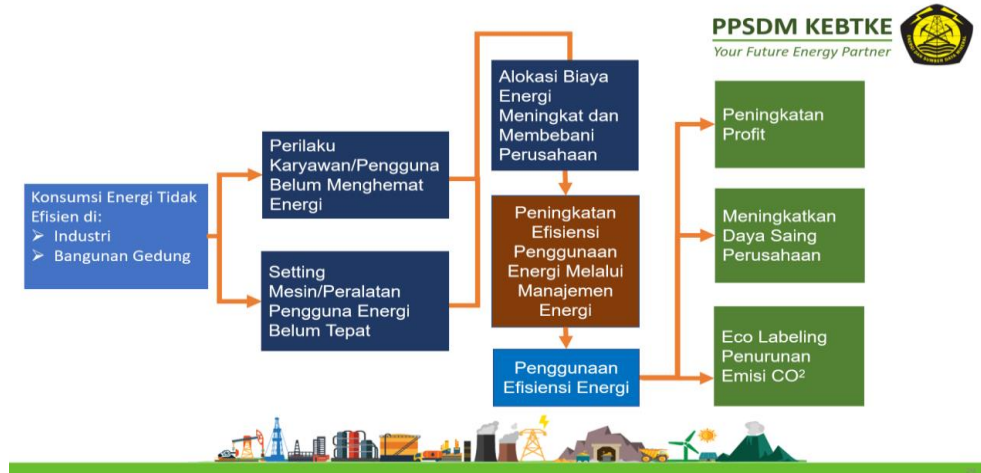 PPSDM KEBTKE
Your Future Energy Partner
Konsumsi Energi Tidak
Efisien di:
➢ Industri
➢ Bangunan Gedung
Perilaku
Karyawan/Pengguna
Belum Menghemat
Energi
Setting
Mesin/Peralatan
Pengguna Energi
Belum Tepat
Alokasi Biaya
Energi
Meningkat dan
Membebani
Perusahaan
Peningkatan
Efisiensi
Penggunaan
Energi Melalui
Manajemen
Energi
Penggunaan
Efisiensi Energi
Peningkatan
Profit
Meningkatkan
Daya Saing
Perusahaan
Eco Labeling
Penurunan
Emisi CO²